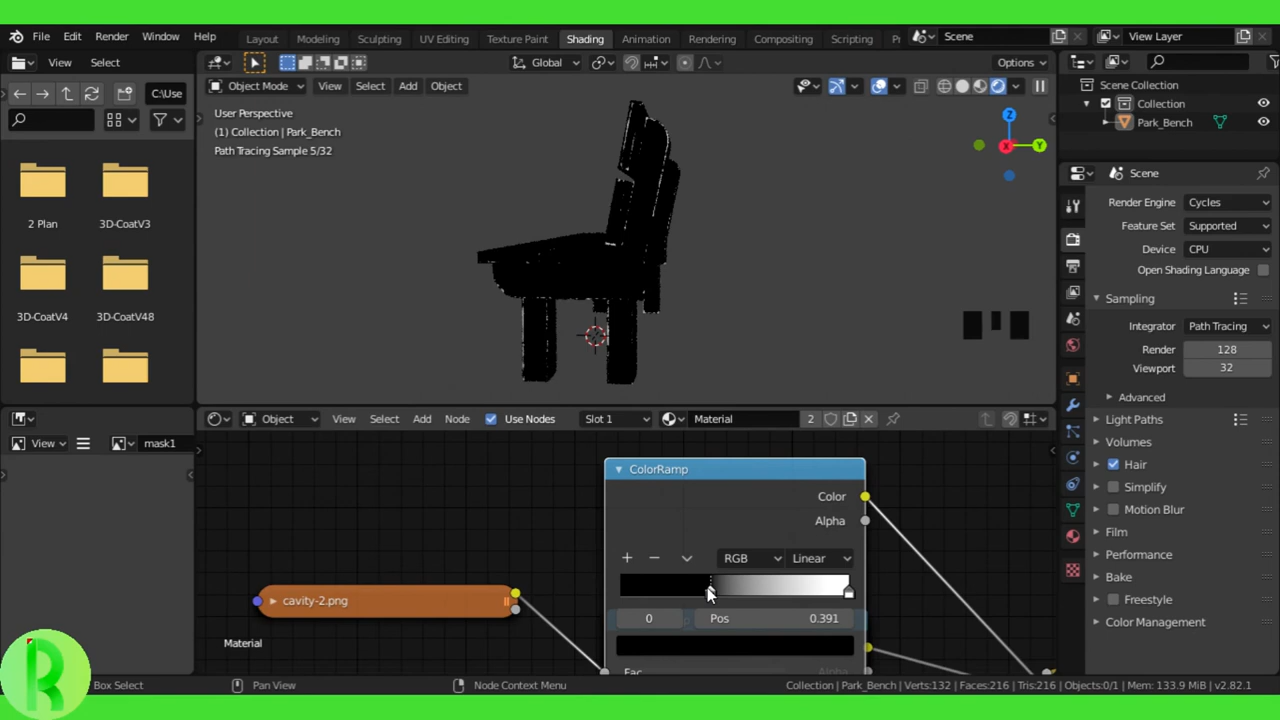 File Edit Render Window Help Layout Modeling Sculpting UV Editing Texture Paint Shading Animation Rendering Compositing Scripting Scene View Layer
View Select Global Options
C:\Use Object Mode View Select Add Object
User Perspective
(1) Collection | Park_Bench
Path Tracing Sample 5/32
2 Plan 3D-CoatV3
3D-CoatV4 3D-CoatV48
Scene Collection
Collection
Park_Bench
Scene
Render Engine Cycles
Feature Set Supported
Device CPU
Open Shading Language
Sampling
Integrator Path Tracing
Render 128
Viewport 32
Advanced
Light Paths
Volumes
Hair
Simplify
Motion Blur
Film
Performance
Bake
Freestyle
Color Management
Object View Select Add Node Use Nodes Slot 1 Material 2
View mask1
ColorRamp
Color
Alpha
RGB Linear
0 Pos 0.391
Alpha
Fac
cavity-2.png
Material
Box Select Pan View Node Context Menu Collection | Park_Bench | Verts:132 | Faces:216 | Tris:216 | Objects:0/1 | Mem: 133.9 MiB | v2.82.1